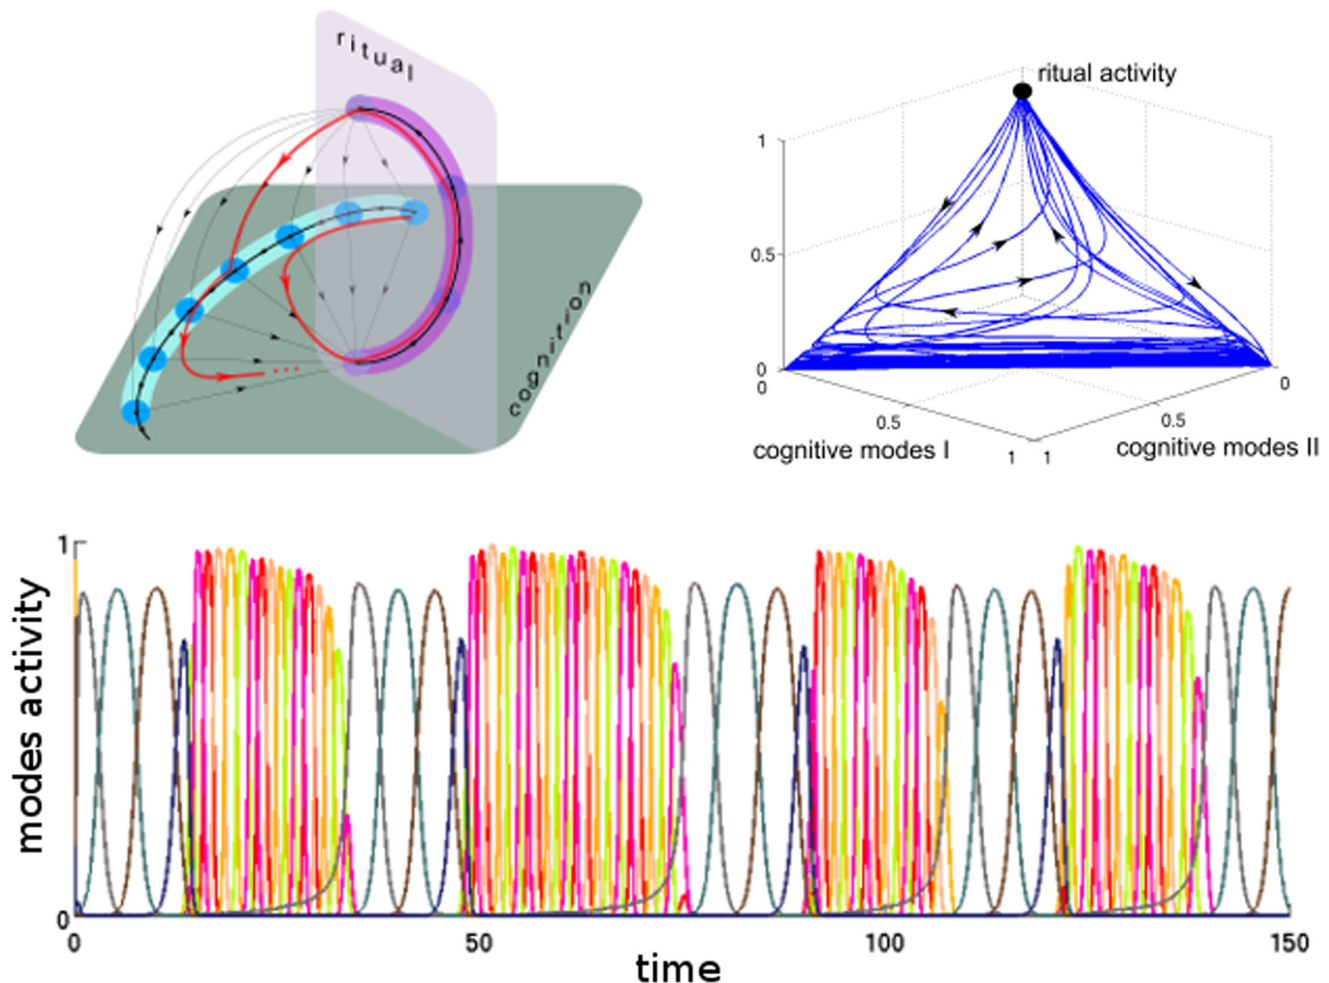 ritual
cognition
ritual activity
1
0.5
0
0
0.5
1
1
0.5
0
cognitive modes I
cognitive modes II
modes activity
1
0
0
50
100
150
time